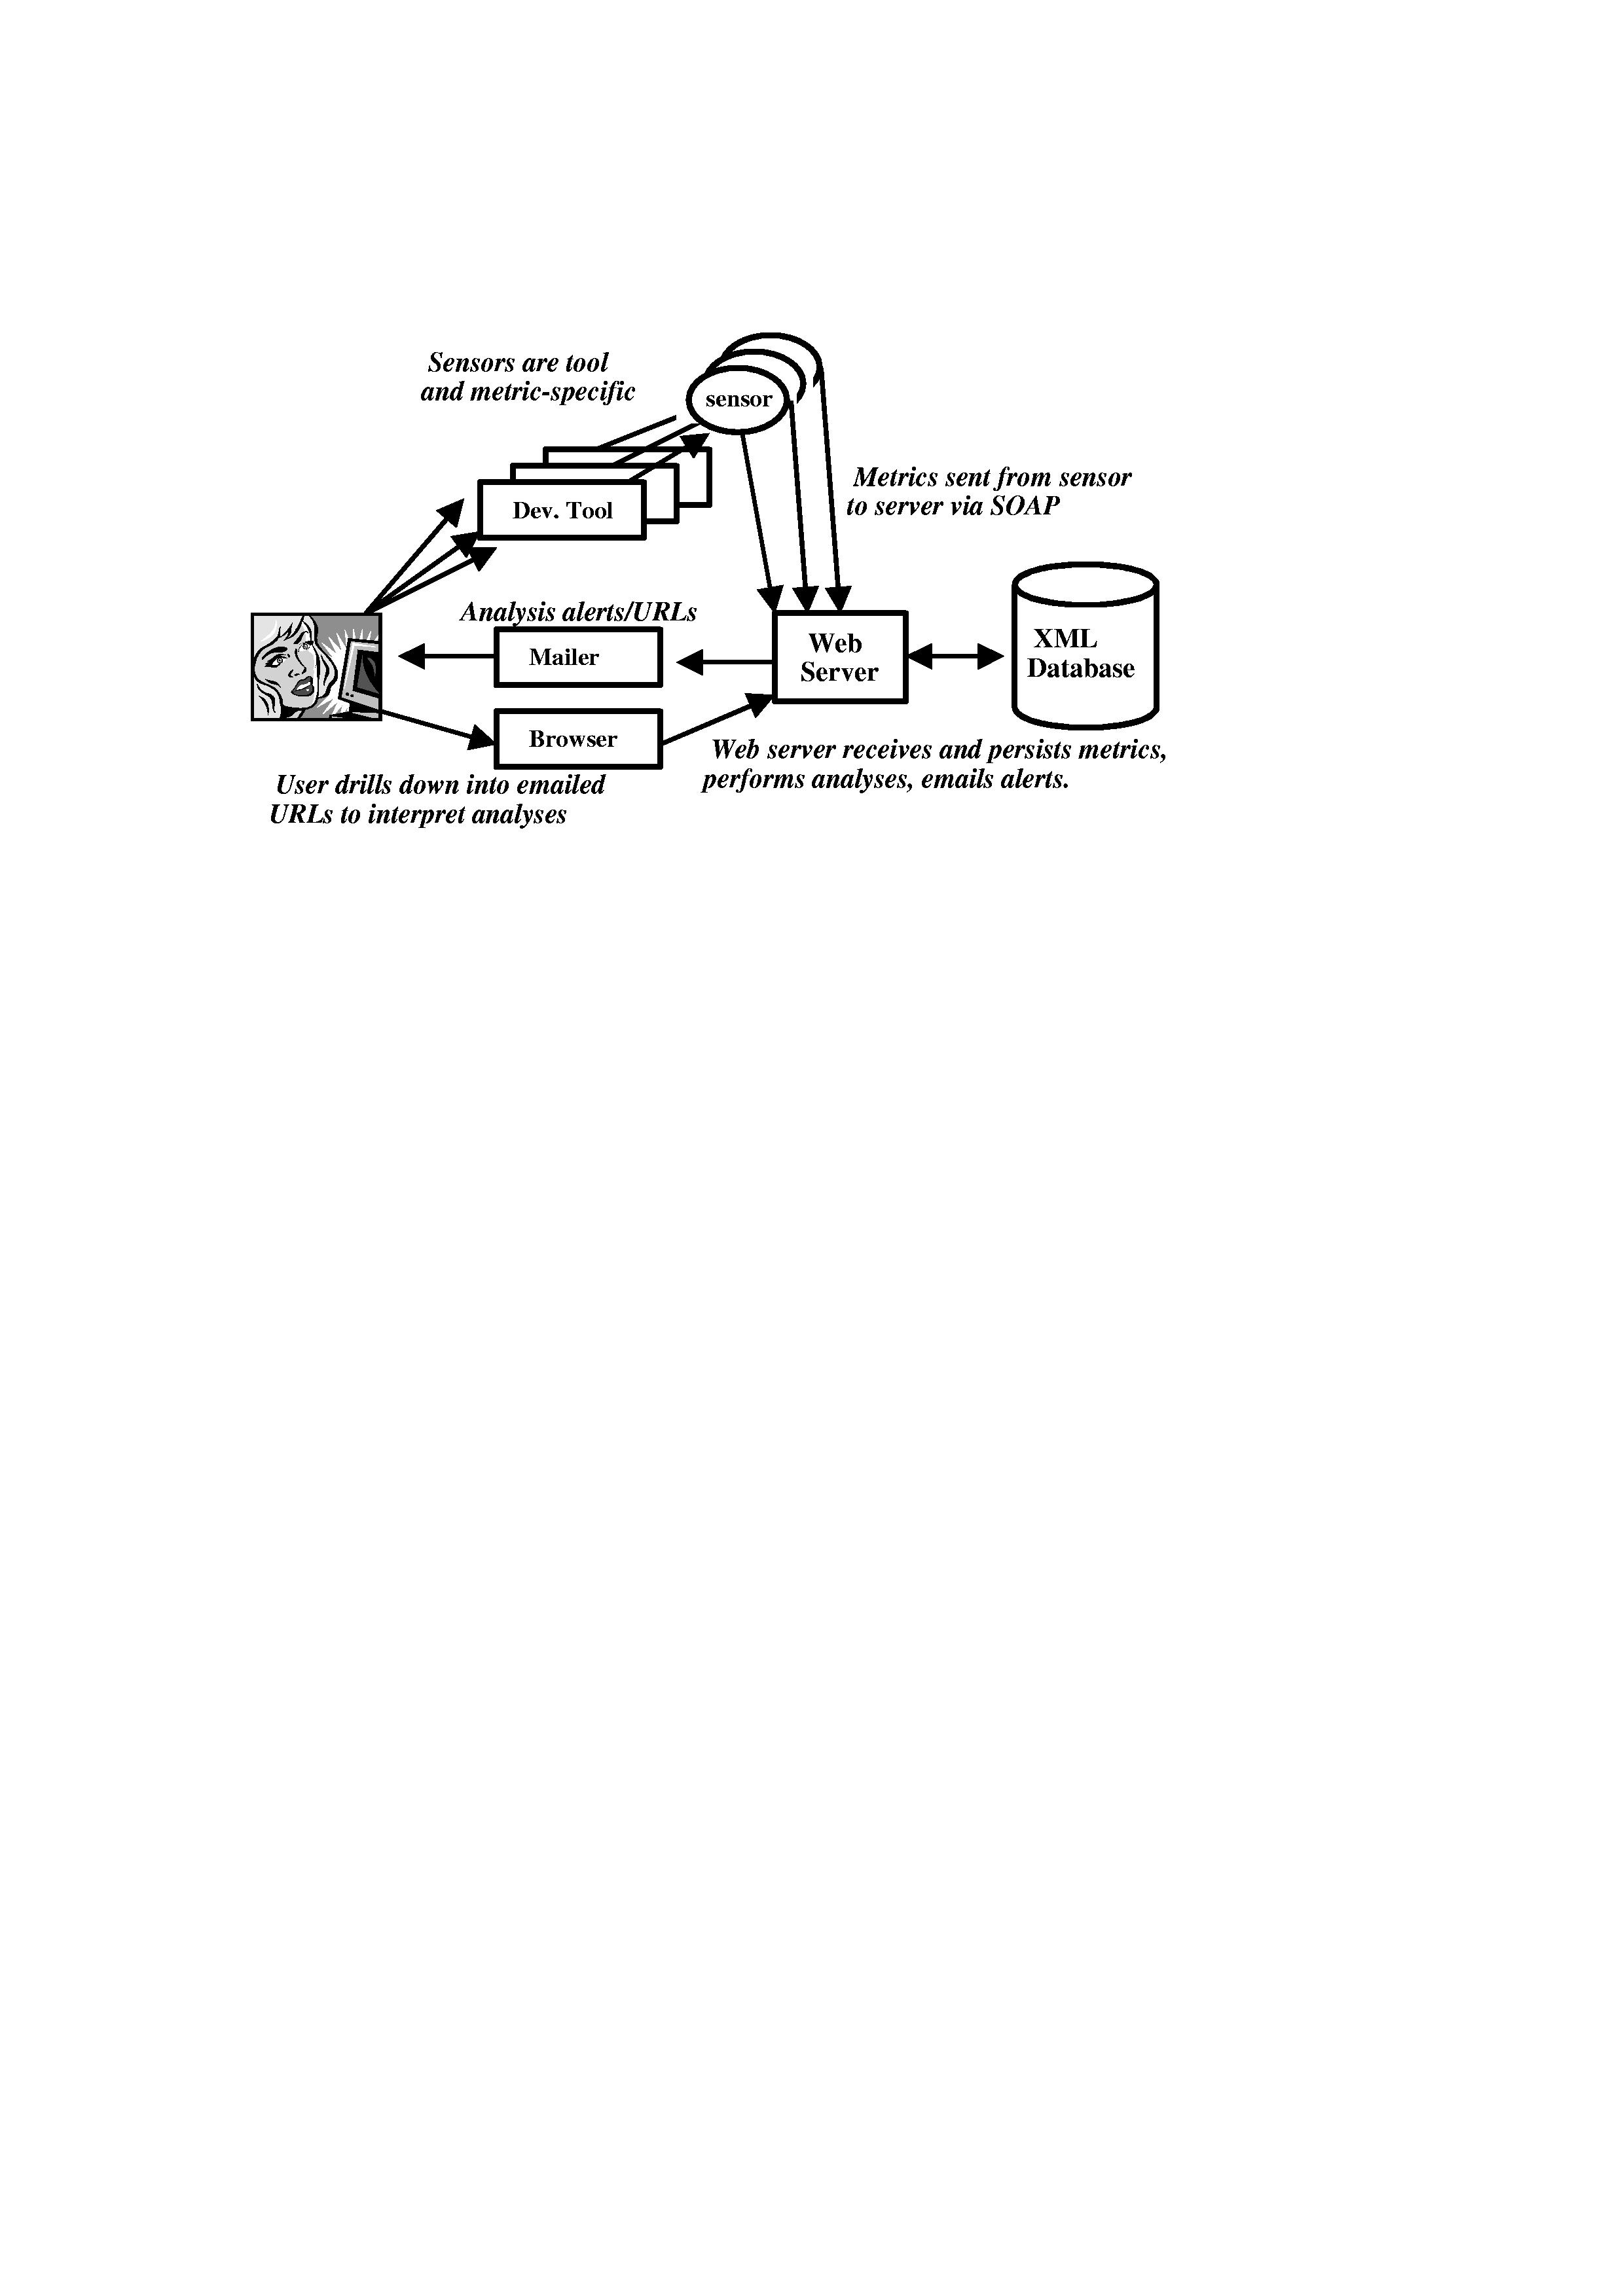 Sensors are tool
and metric-specific
sensor
Metrics sent from sensor
to server via SOAP
Dev. Tool
Analysis alerts/URLs
Mailer
Web
Server
XML
Database
Browser
Web server receives and persists metrics,
performs analyses, emails alerts.
User drills down into emailed
URLs to interpret analyses